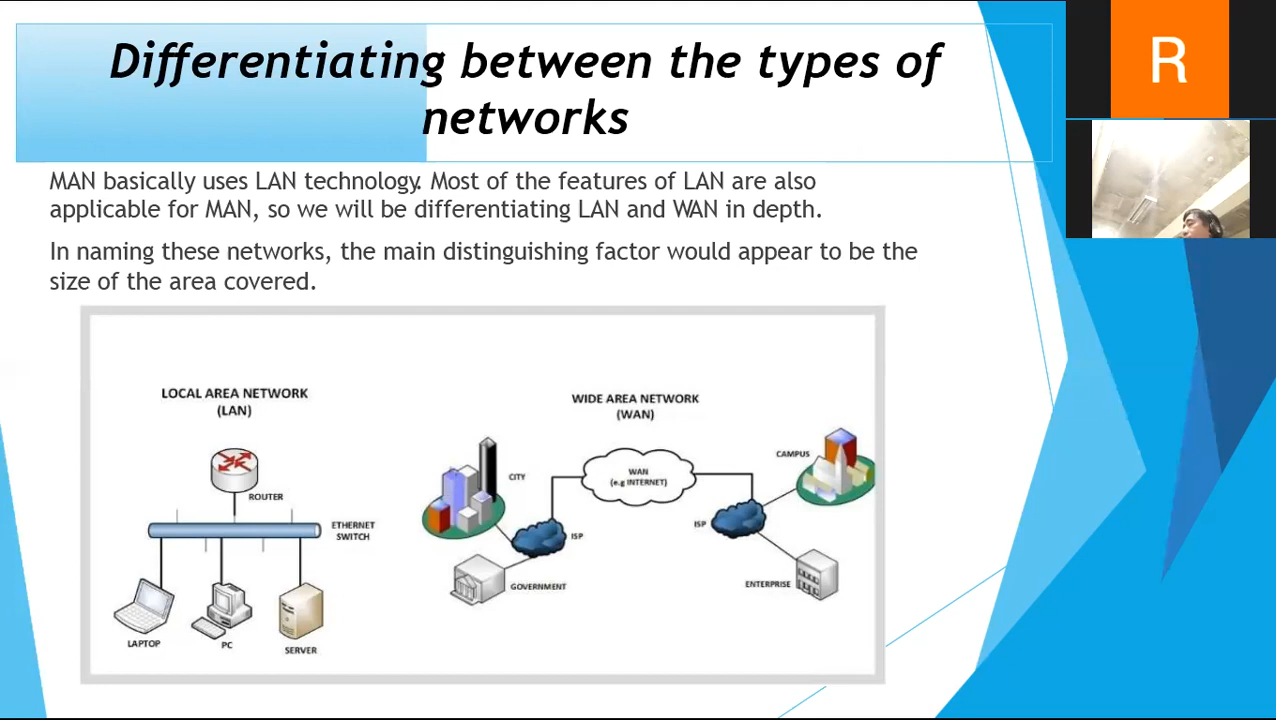 Differentiating between the types of
networks
MAN basically uses LAN technology. Most of the features of LAN are also
applicable for MAN, so we will be differentiating LAN and WAN in depth.
In naming these networks, the main distinguishing factor would appear to be the
size of the area covered.
LOCAL AREA NETWORK
(LAN)
ROUTER
ETHERNET
SWITCH
LAPTOP
PC
SERVER
WIDE AREA NETWORK
(WAN)
CITY
WAN
(e.g INTERNET)
CAMPUS
ISP
ISP
GOVERNMENT
ENTERPRISE
R